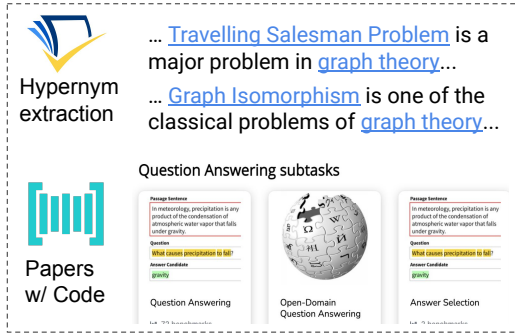 ... Travelling Salesman Problem is a
major problem in graph theory...
Hypernym
extraction
... Graph Isomorphism is one of the
classical problems of graph theory...
Question Answering subtasks
Passage Sentence
In meteorology, precipitation is any
product of the condensation of
atmospheric water vapor that falls
under gravity.
Question
What causes precipitation to fall?
Answer Candidate
gravity
Question Answering
Open-Domain
Question Answering
Passage Sentence
In meteorology, precipitation is any
product of the condensation of
atmospheric water vapor that falls
under gravity.
Question
What causes precipitation to fall?
Answer Candidate
gravity
Answer Selection
Papers
w/ Code